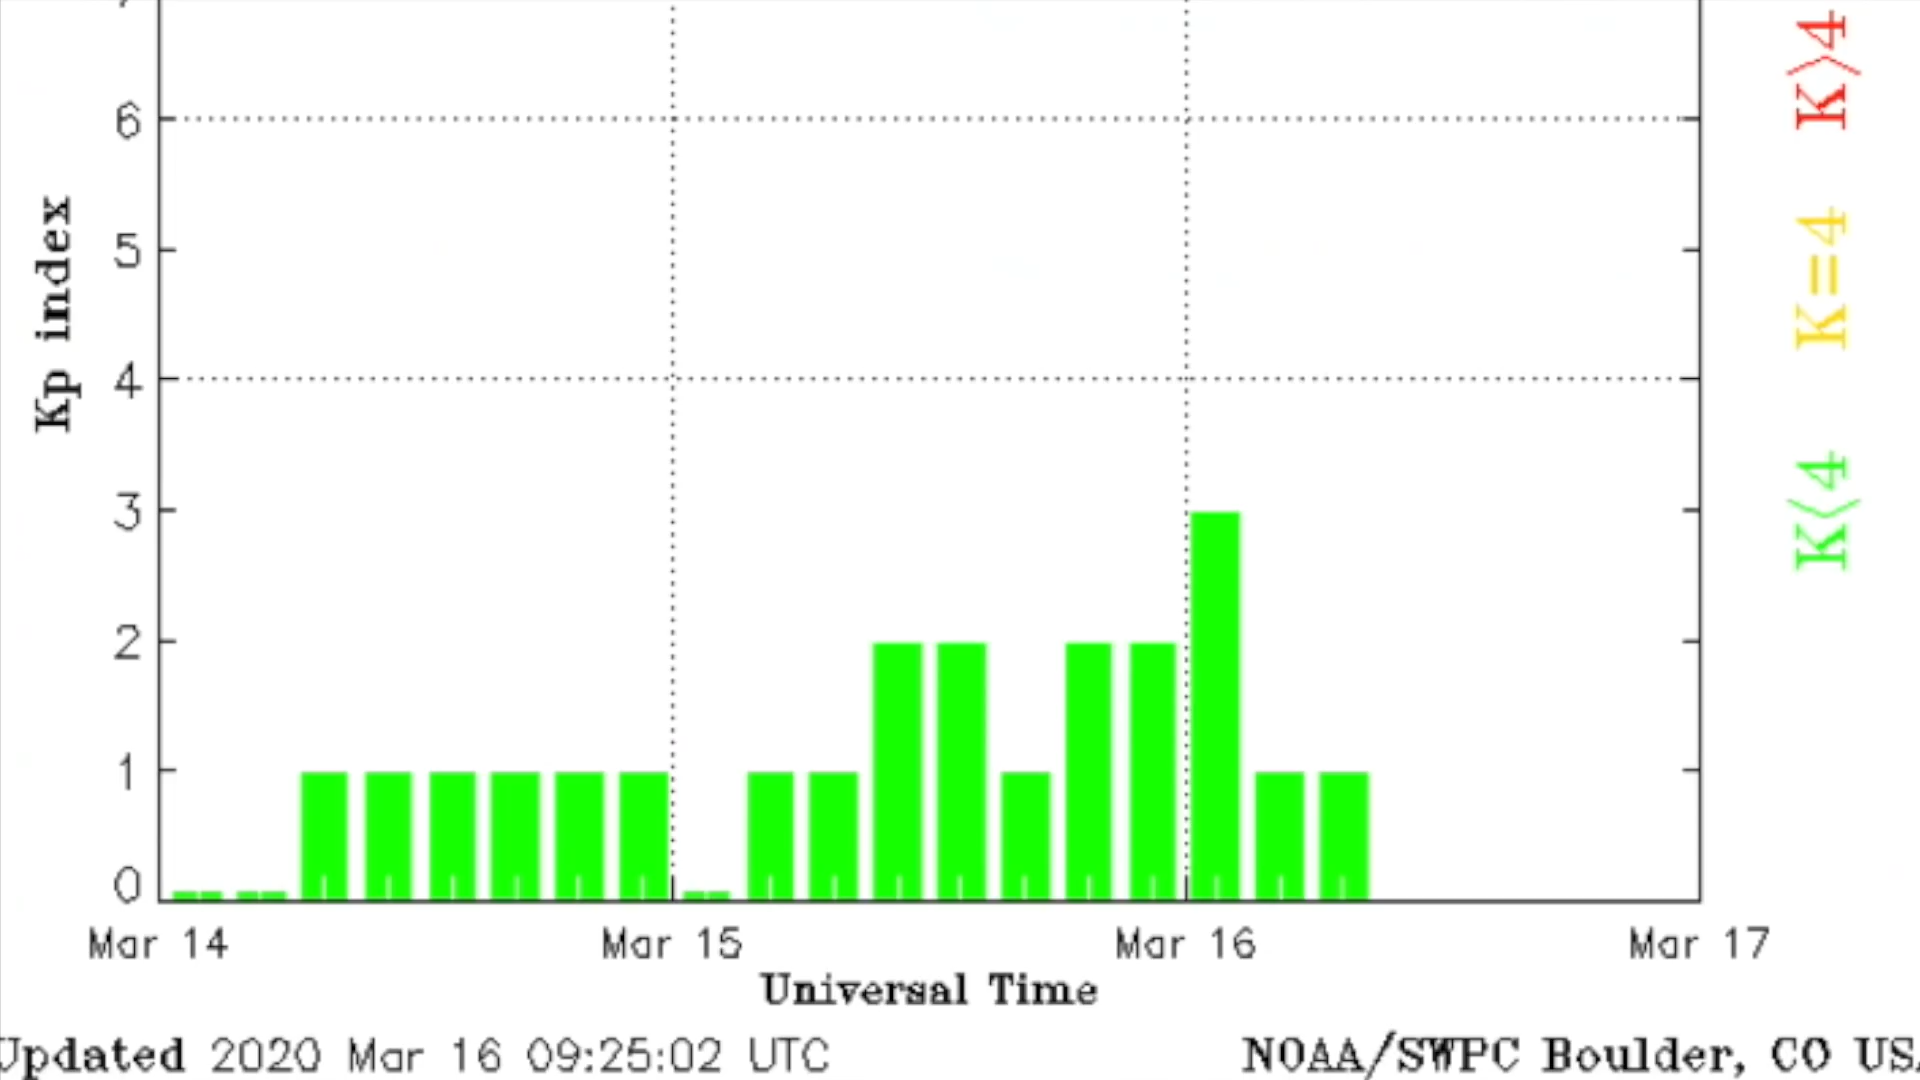 K>4
6
Kp index
5
K=4
4
3
K<4
2
1
0
Mar 14 Mar 15 Mar 16 Mar 17
Universal Time
Updated 2020 Mar 16 09:25:02 UTC
NOAA/SWPC Boulder, CO